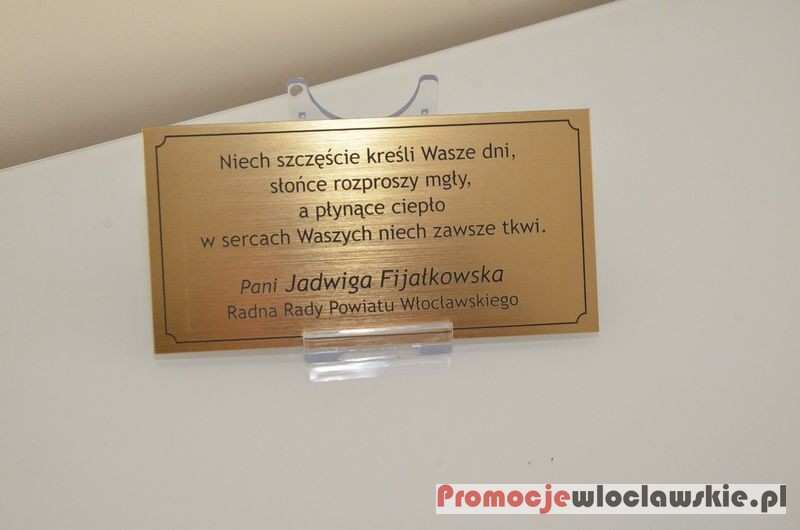 Niech szczęście kreśli Wasze dni,
słońce rozproszy mgły,
a płynące ciepło
w sercach Waszych niech zawsze tkwi.
Pani Jadwiga Fijałkowska
Radna Rady Powiatu Włocławskiego
Promocjewloclawskie.pl